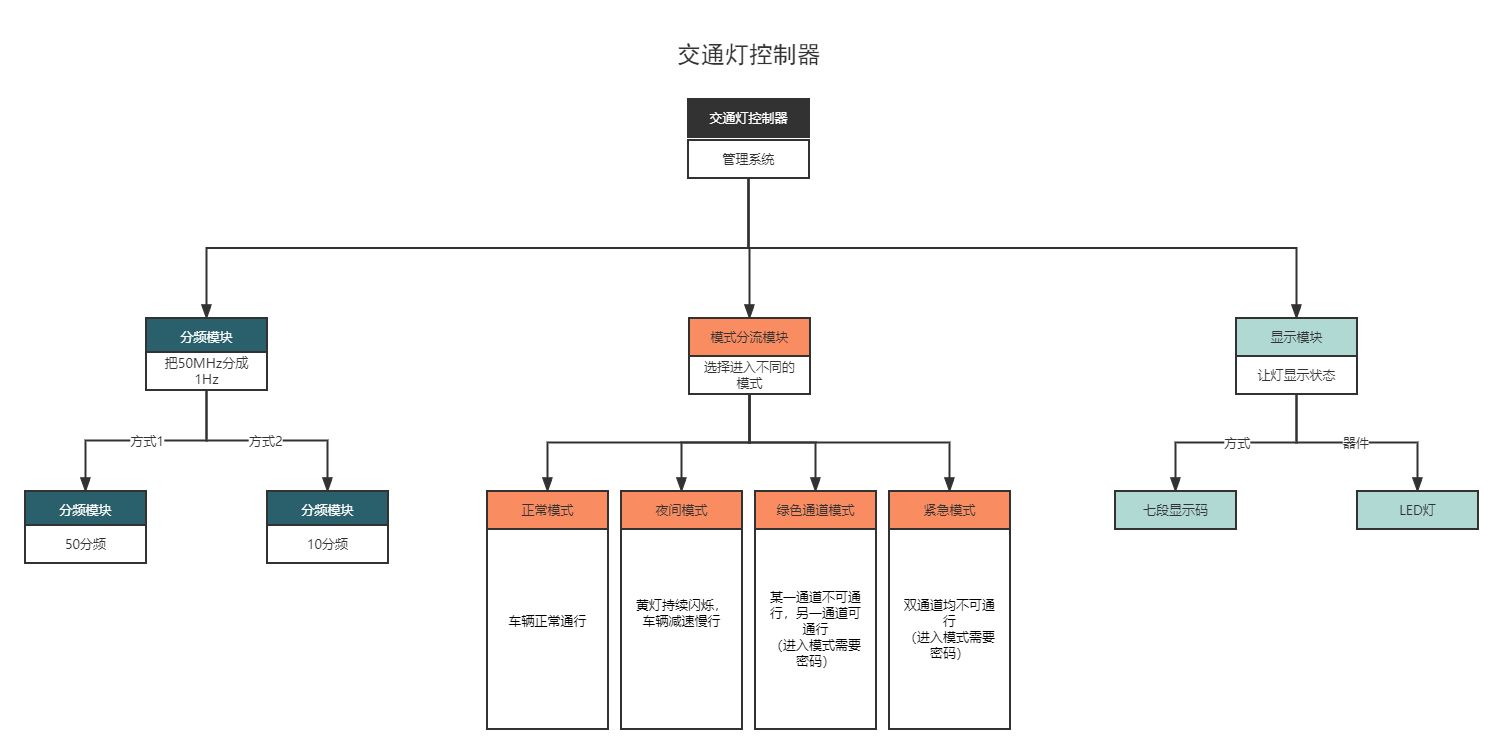 交通灯控制器
交通灯控制器
管理系统
分频模块
把50MHz分成
1Hz
模式分流模块
选择进入不同的
模式
显示模块
让灯显示状态
方式1
方式2
方式
器件
分频模块
50分频
分频模块
10分频
正常模式
车辆正常通行
夜间模式
黄灯持续闪烁，
车辆减速慢行
绿色通道模式
某一通道不可通
行，另一通道可
通行
（进入模式需要
密码）
紧急模式
双通道均不可通
行
（进入模式需要
密码）
七段显示码
LED灯